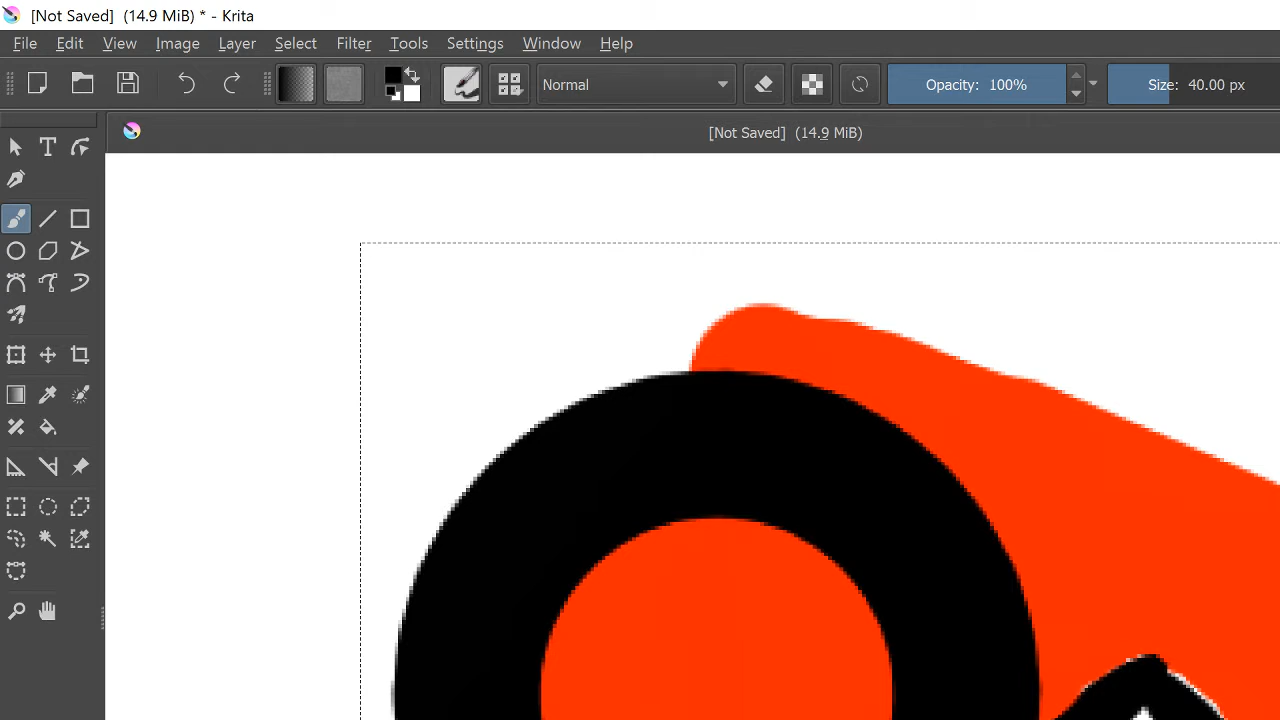 [Not Saved] (14.9 MiB) * - Krita
File Edit View Image Layer Select Filter Tools Settings Window Help
Normal Opacity: 100% Size: 40.00 px
[Not Saved] (14.9 MiB)